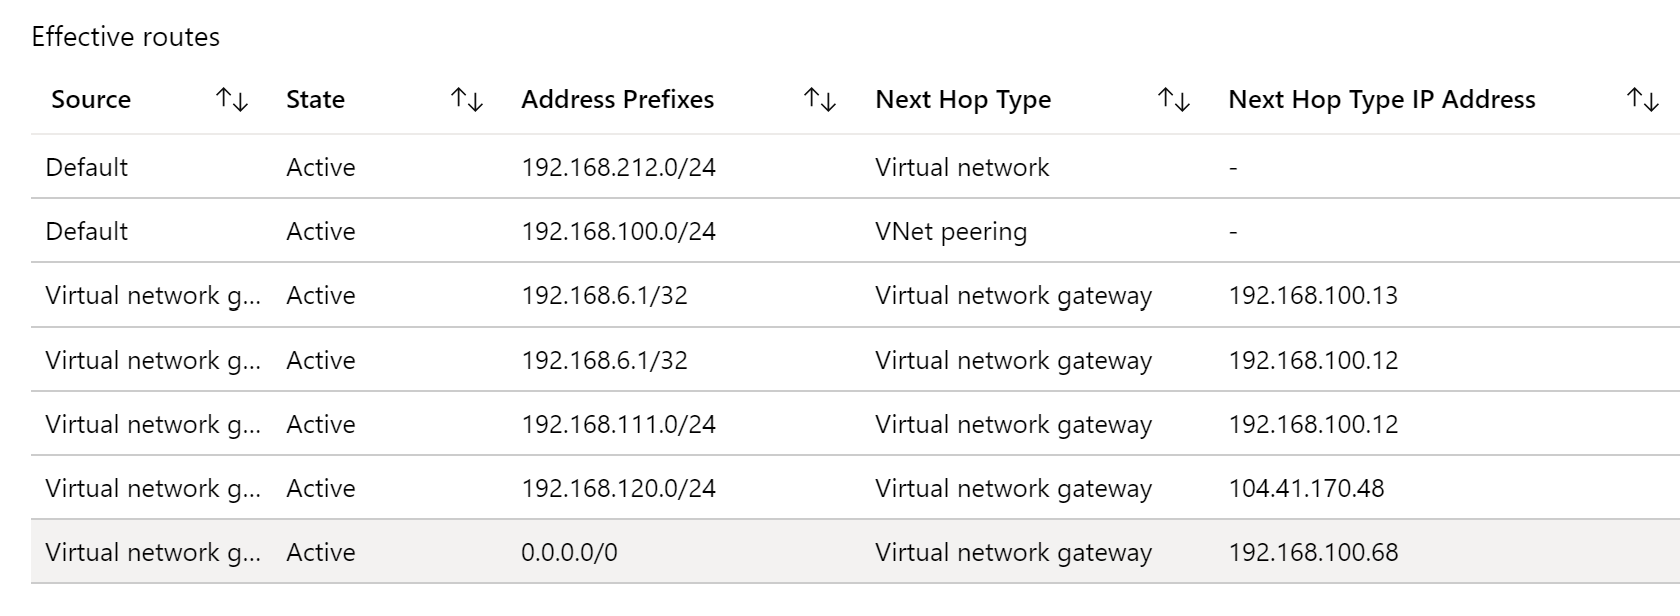 Effective routes
Source ↑↓ State ↑↓ Address Prefixes ↑↓ Next Hop Type ↑↓ Next Hop Type IP Address ↑↓
Default Active 192.168.212.0/24 Virtual network -
Default Active 192.168.100.0/24 VNet peering -
Virtual network g... Active 192.168.6.1/32 Virtual network gateway 192.168.100.13
Virtual network g... Active 192.168.6.1/32 Virtual network gateway 192.168.100.12
Virtual network g... Active 192.168.111.0/24 Virtual network gateway 192.168.100.12
Virtual network g... Active 192.168.120.0/24 Virtual network gateway 104.41.170.48
Virtual network g... Active 0.0.0.0/0 Virtual network gateway 192.168.100.68